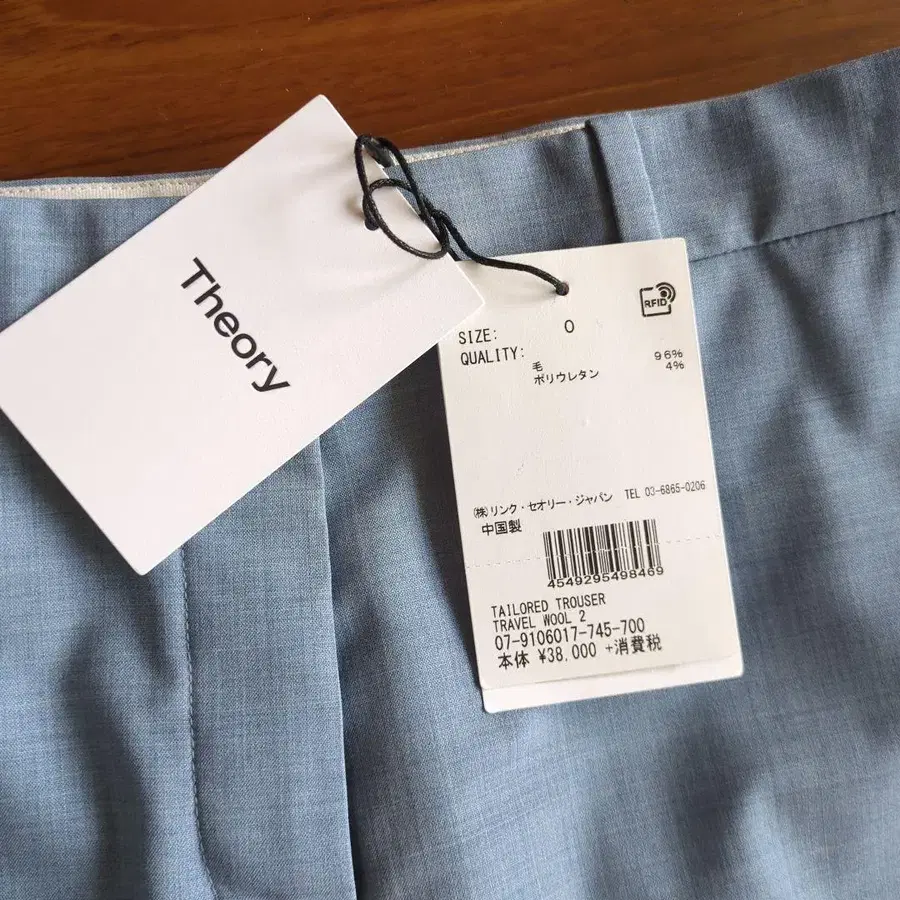 Theory
RFID
SIZE: 0
QUALITY:
毛 96%
ポリウレタン 4%
㈱リンク・セオリー・ジャパン TEL 03-6865-0206
中国製
4549295498469
TAILORED TROUSER
TRAVEL WOOL 2
07-9106017-745-700
本体 ¥38,000 +消費税